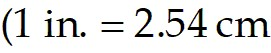 (1 in. = 2.54 cm